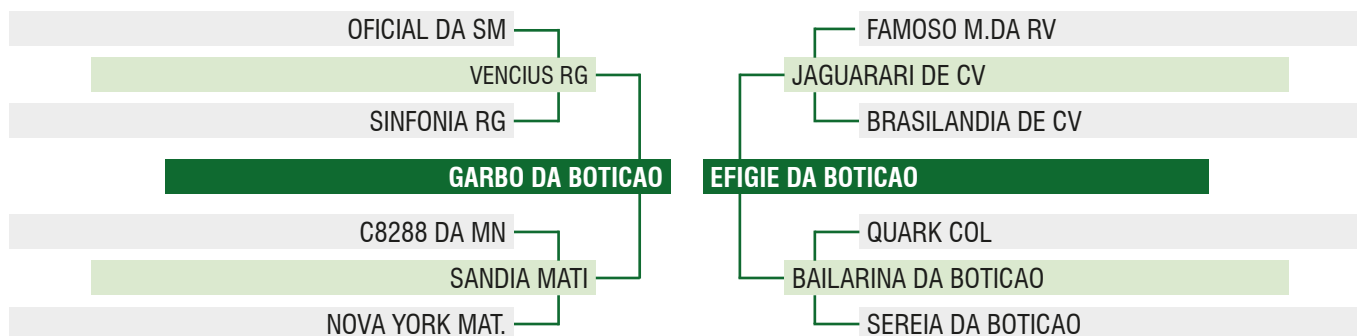 OFICIAL DA SM
VENCIUS RG
SINFONIA RG
GARBO DA BOTICAO
C8288 DA MN
SANDIA MATI
NOVA YORK MAT.
FAMOSO M.DA RV
JAGUARARI DE CV
BRASILANDIA DE CV
EFIGIE DA BOTICAO
QUARK COL
BAILARINA DA BOTICAO
SEREIA DA BOTICAO